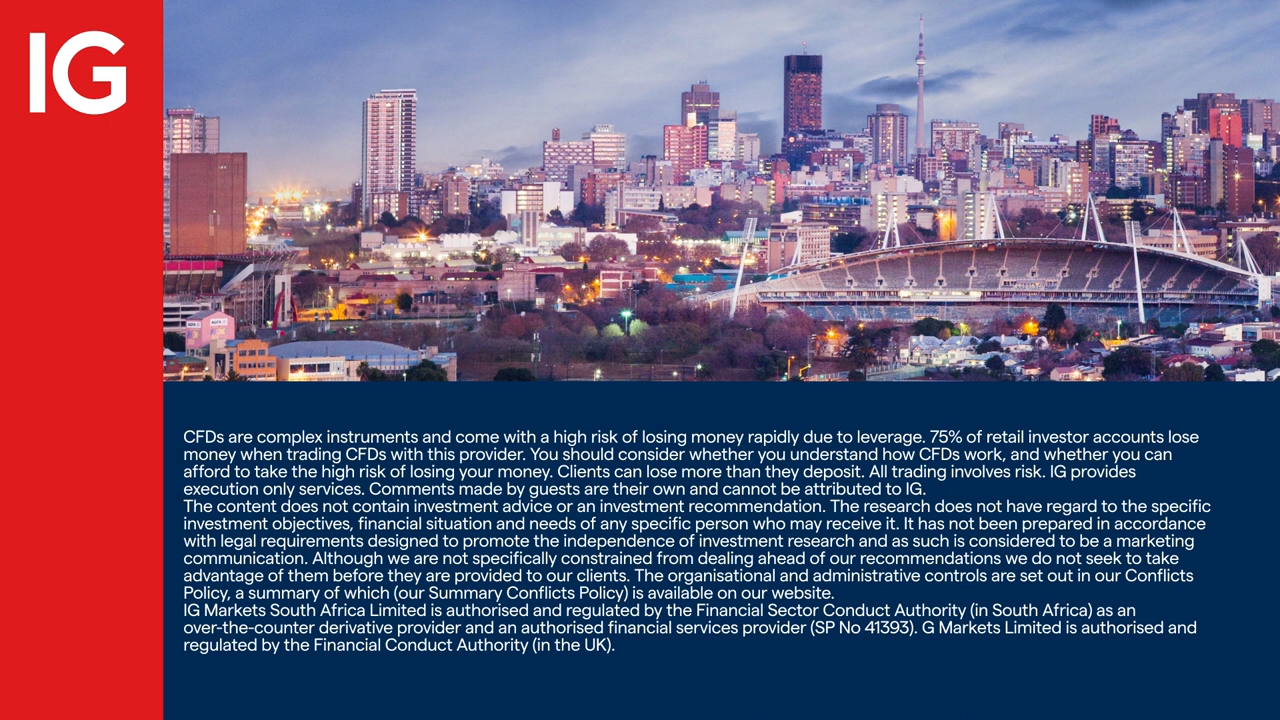 IG
CFDs are complex instruments and come with a high risk of losing money rapidly due to leverage. 75% of retail investor accounts lose
money when trading CFDs with this provider. You should consider whether you understand how CFDs work, and whether you can
afford to take the high risk of losing your money. Clients can lose more than they deposit. All trading involves risk. IG provides
execution only services. Comments made by guests are their own and cannot be attributed to IG.
The content does not contain investment advice or an investment recommendation. The research does not have regard to the specific
investment objectives, financial situation and needs of any specific person who may receive it. It has not been prepared in accordance
with legal requirements designed to promote the independence of investment research and as such is considered to be a marketing
communication. Although we are not specifically constrained from dealing ahead of our recommendations we do not seek to take
advantage of them before they are provided to our clients. The organisational and administrative controls are set out in our Conflicts
Policy, a summary of which (our Summary Conflicts Policy) is available on our website.
IG Markets South Africa Limited is authorised and regulated by the Financial Sector Conduct Authority (in South Africa) as an
over-the-counter derivative provider and an authorised financial services provider (SP No 41393). G Markets Limited is authorised and
regulated by the Financial Conduct Authority (in the UK).